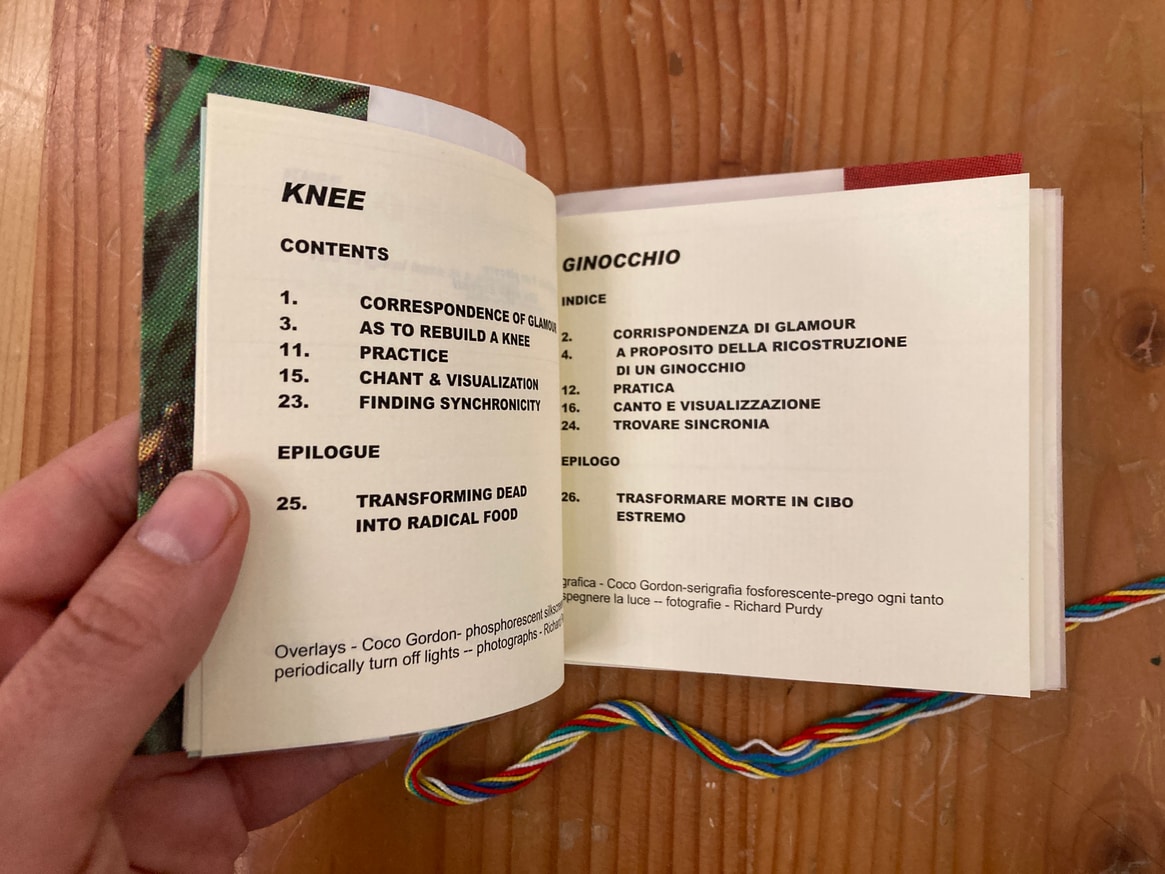 KNEE
CONTENTS
1. CORRESPONDENCE OF GLAMOUR
3. AS TO REBUILD A KNEE
11. PRACTICE
15. CHANT & VISUALIZATION
23. FINDING SYNCHRONICITY
EPILOGUE
25. TRANSFORMING DEAD
INTO RADICAL FOOD
Overlays - Coco Gordon- phosphorescent
periodically turn off lights -- photographs -
GINOCCHIO
INDICE
2. CORRISPONDENZA DI GLAMOUR
4. A PROPOSITO DELLA RICOSTRUZIONE
DI UN GINOCCHIO
12. PRATICA
16. CANTO E VISUALIZZAZIONE
24. TROVARE SINCRONIA
EPILOGO
26. TRASFORMARE MORTE IN CIBO
ESTREMO
grafica - Coco Gordon-serigrafia fosforescente-prego ogni tanto
spegnere la luce -- fotografie - Richard Purdy